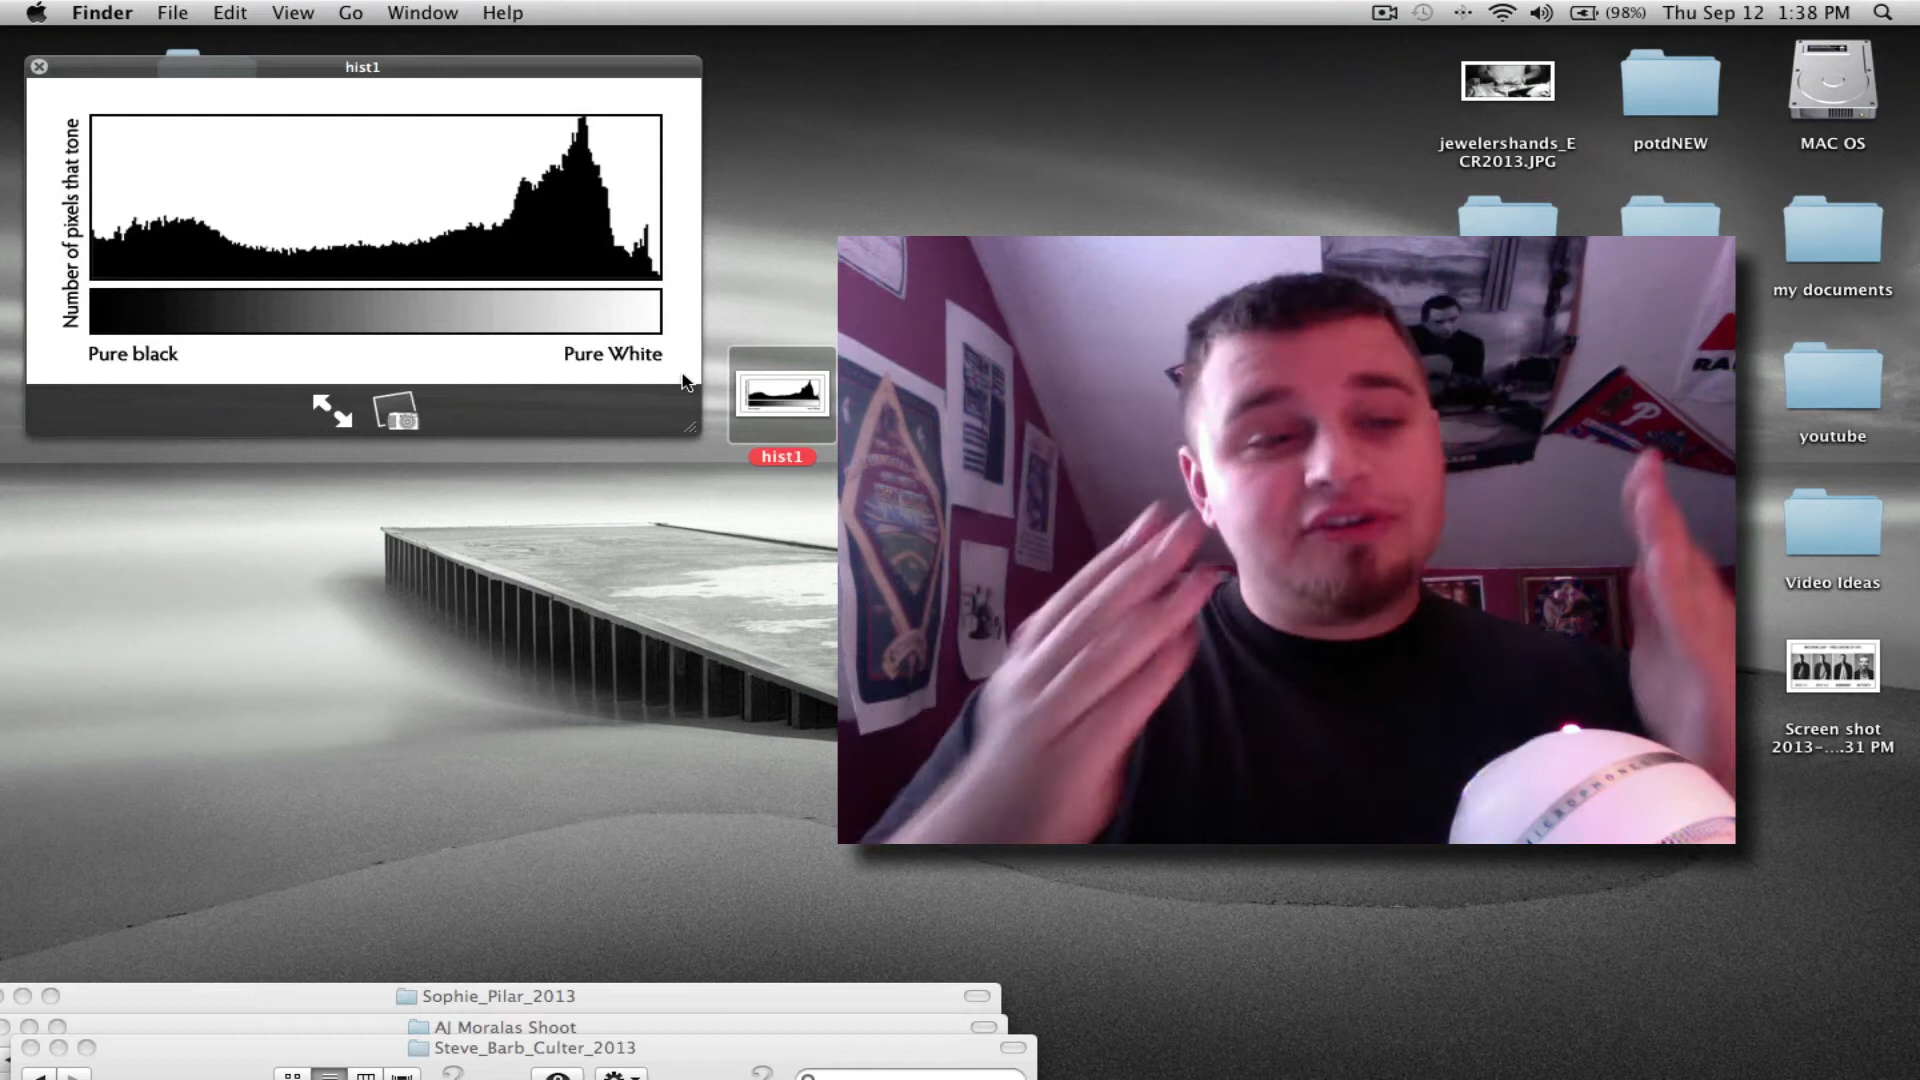 Finder File Edit View Go Window Help
(98%) Thu Sep 12 1:38 PM
hist1
Number of pixels that tone
Pure black
Pure White
hist1
jewelershands_E
CR2013.JPG
potdNEW
MAC OS
my documents
youtube
Video Ideas
Screen shot
2013-....31 PM
P
MICROPHONES
Sophie_Pilar_2013
AJ Moralas Shoot
Steve_Barb_Culter_2013